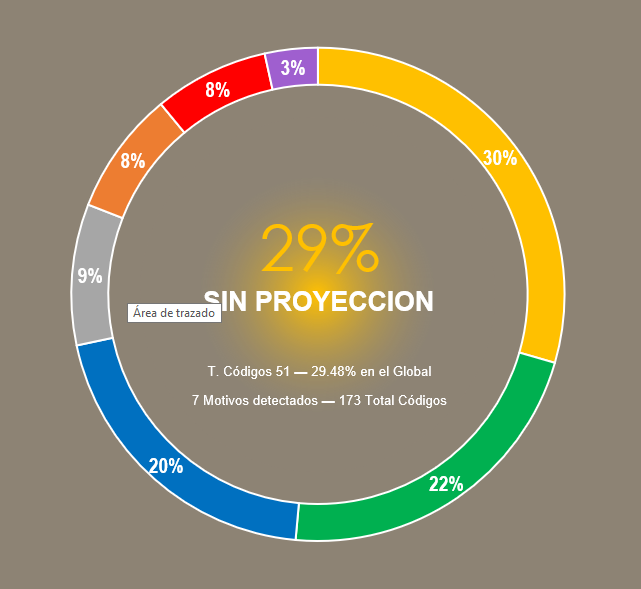 3%
8%
30%
8%
29%
9%
SIN PROYECCION
Área de trazado
T. Códigos 51 — 29.48% en el Global
7 Motivos detectados — 173 Total Códigos
20%
22%